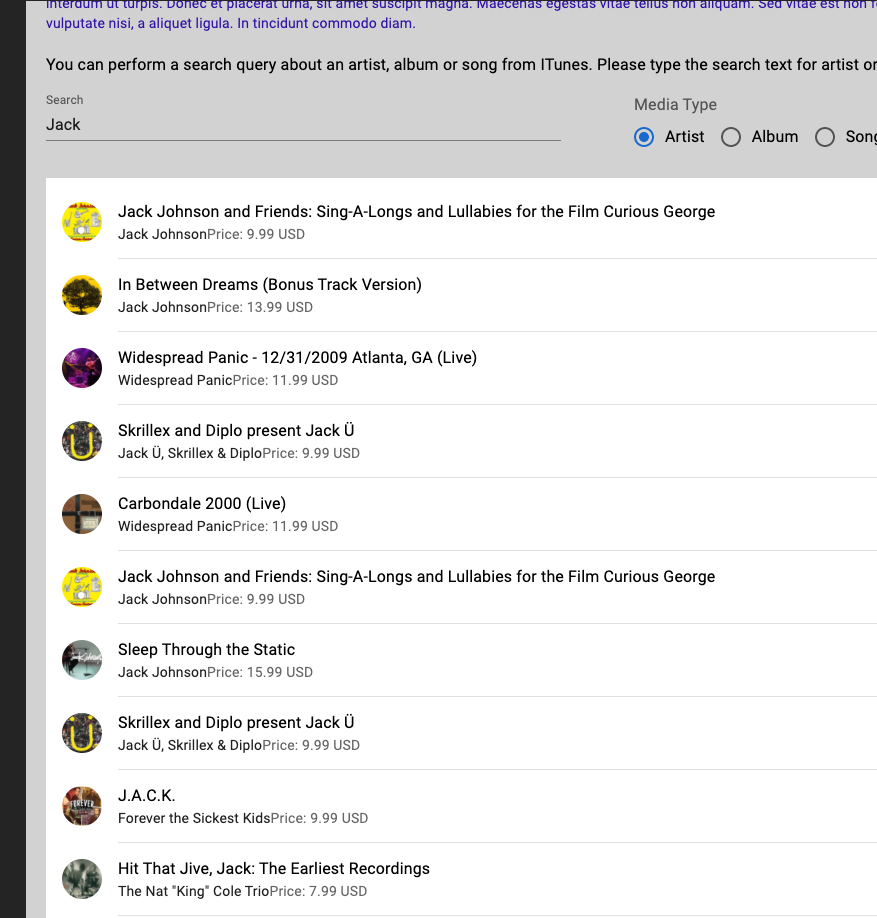 interdum ut turpis. Donec et placerat urna, sit amet suscipit magna. Maecenas egestas vitae tellus non aliquam. Sed vitae est non
vulputate nisi, a aliquet ligula. In tincidunt commodo diam.
You can perform a search query about an artist, album or song from ITunes. Please type the search text for artist or
Search
Media Type
Jack
Artist Album Song
Jack Johnson and Friends: Sing-A-Longs and Lullabies for the Film Curious George
Jack JohnsonPrice: 9.99 USD
In Between Dreams (Bonus Track Version)
Jack JohnsonPrice: 13.99 USD
Widespread Panic - 12/31/2009 Atlanta, GA (Live)
Widespread PanicPrice: 11.99 USD
Skrillex and Diplo present Jack Ü
Jack Ü, Skrillex & DiploPrice: 9.99 USD
Carbondale 2000 (Live)
Widespread PanicPrice: 11.99 USD
Jack Johnson and Friends: Sing-A-Longs and Lullabies for the Film Curious George
Jack JohnsonPrice: 9.99 USD
Sleep Through the Static
Jack JohnsonPrice: 15.99 USD
Skrillex and Diplo present Jack Ü
Jack Ü, Skrillex & DiploPrice: 9.99 USD
J.A.C.K.
Forever the Sickest KidsPrice: 9.99 USD
Hit That Jive, Jack: The Earliest Recordings
The Nat "King" Cole TrioPrice: 7.99 USD